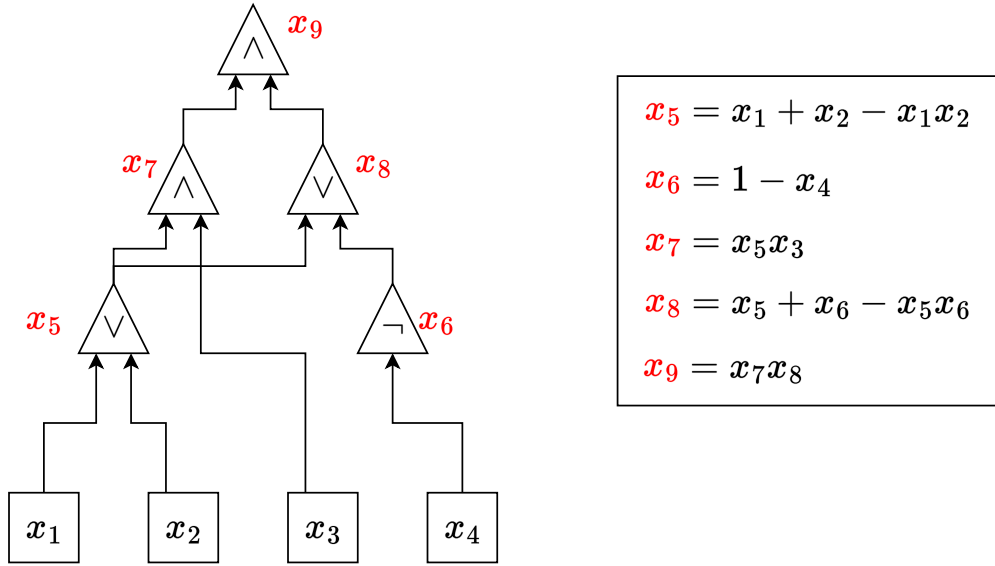 x₉
∧
x₇
x₈
∧
∨
x₅
x₆
∨
¬
x₁
x₂
x₃
x₄
x₅ = x₁ + x₂ − x₁x₂
x₆ = 1 − x₄
x₇ = x₅x₃
x₈ = x₅ + x₆ − x₅x₆
x₉ = x₇x₈